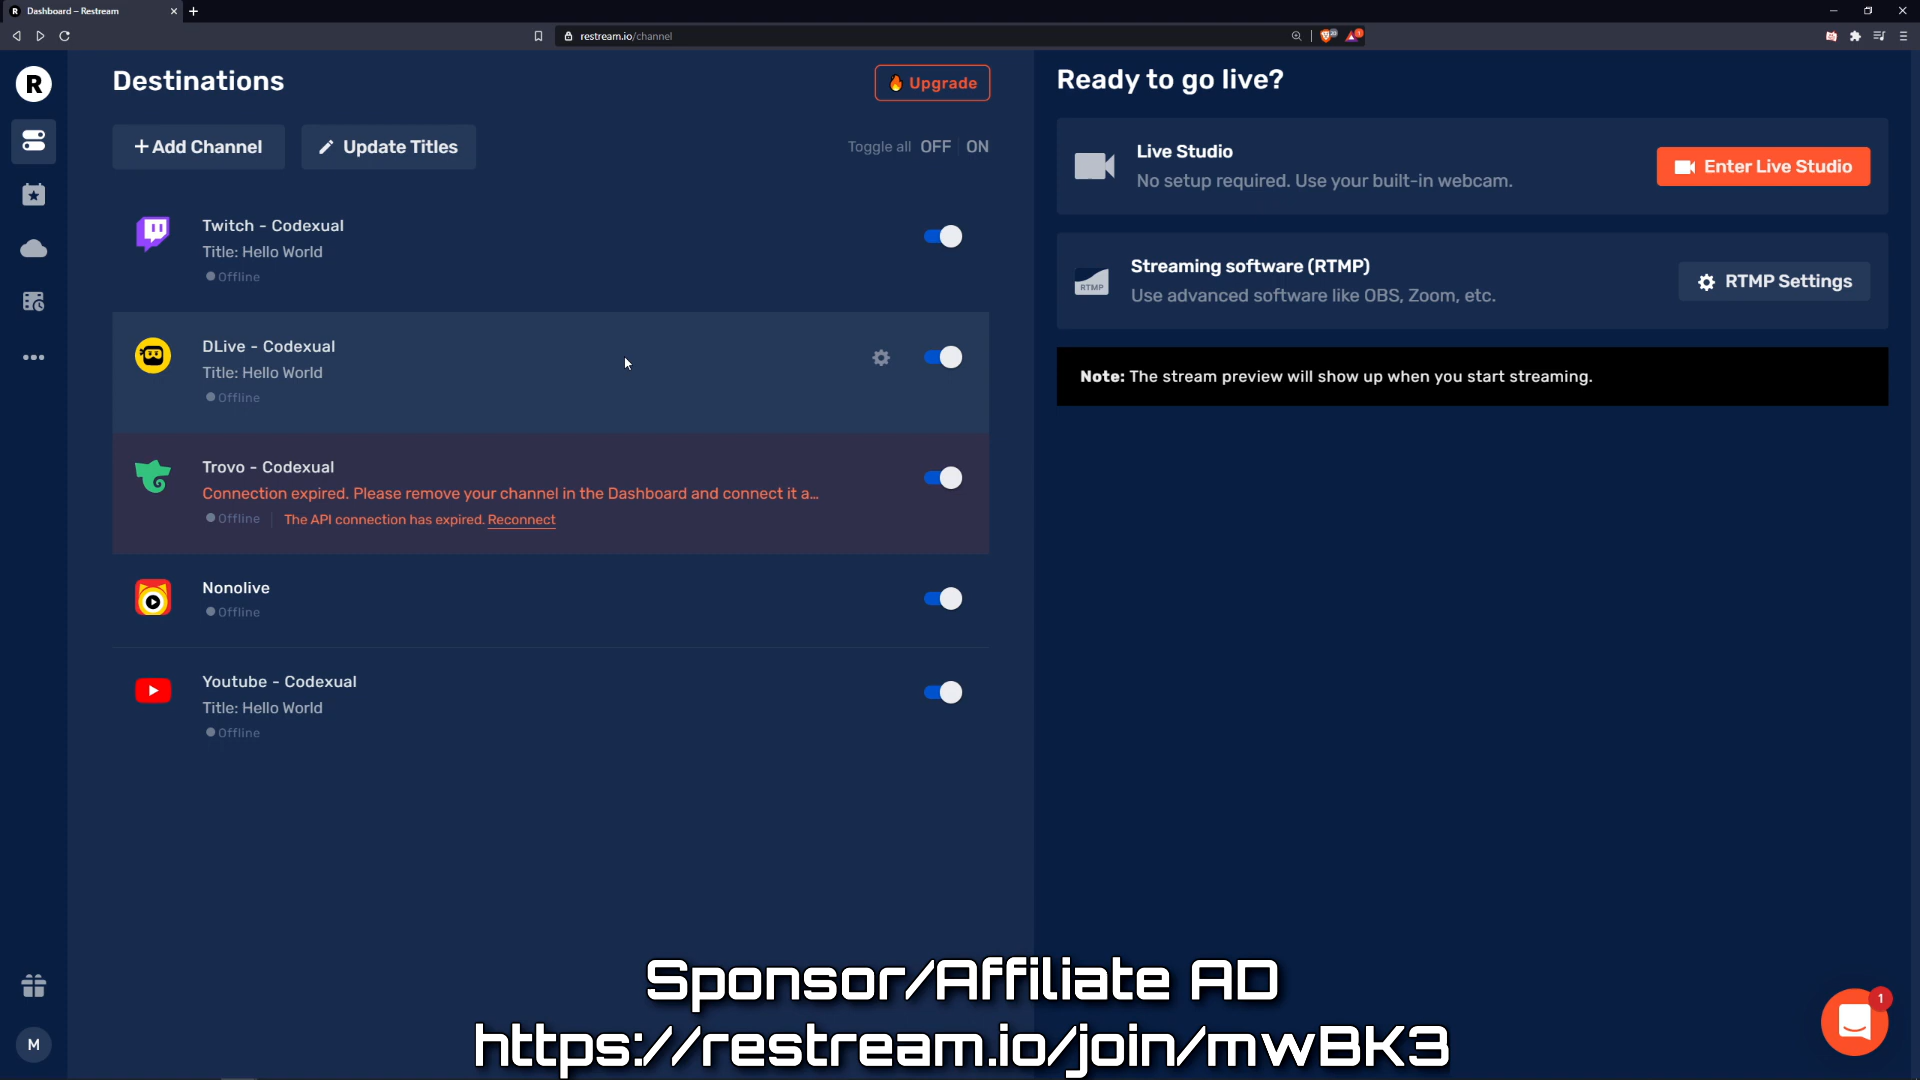 Dashboard – Restream
restream.io/channel
20
1
R
Destinations
Upgrade
+ Add Channel
Update Titles
Toggle all OFF ON
Twitch - Codexual
Title: Hello World
Offline
DLive - Codexual
Title: Hello World
Offline
Trovo - Codexual
Connection expired. Please remove your channel in the Dashboard and connect it a...
Offline
The API connection has expired. Reconnect
Nonolive
Offline
Youtube - Codexual
Title: Hello World
Offline
Ready to go live?
Live Studio
No setup required. Use your built-in webcam.
Enter Live Studio
RTMP
Streaming software (RTMP)
Use advanced software like OBS, Zoom, etc.
RTMP Settings
Note: The stream preview will show up when you start streaming.
M
1
Sponsor/Affiliate AD
https://restream.io/join/mwBK3